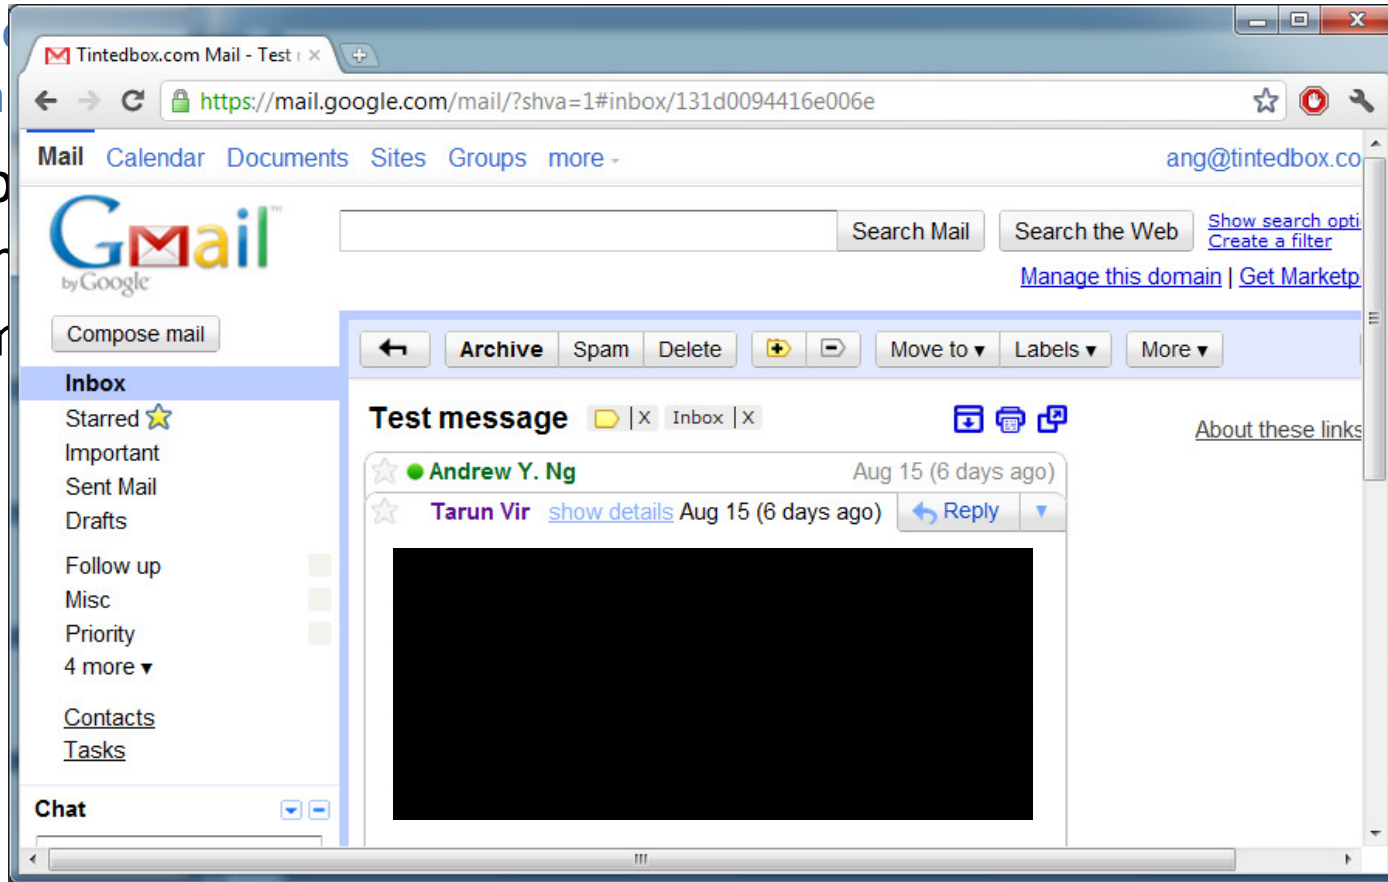 Tintedbox.com Mail - Test
https://mail.google.com/mail/?shva=1#inbox/131d0094416e006e
Mail Calendar Documents Sites Groups more ang@tintedbox.co
Gmail™
by Google
Search Mail Search the Web Show search opti
Create a filter
Manage this domain | Get Marketp
Compose mail
Archive Spam Delete Move to ▾ Labels ▾ More ▾
Inbox
Starred
Important
Sent Mail
Drafts
Follow up
Misc
Priority
4 more ▾
Contacts
Tasks
Chat
Test message | X Inbox | X
About these links
Andrew Y. Ng Aug 15 (6 days ago)
Tarun Vir show details Aug 15 (6 days ago) Reply